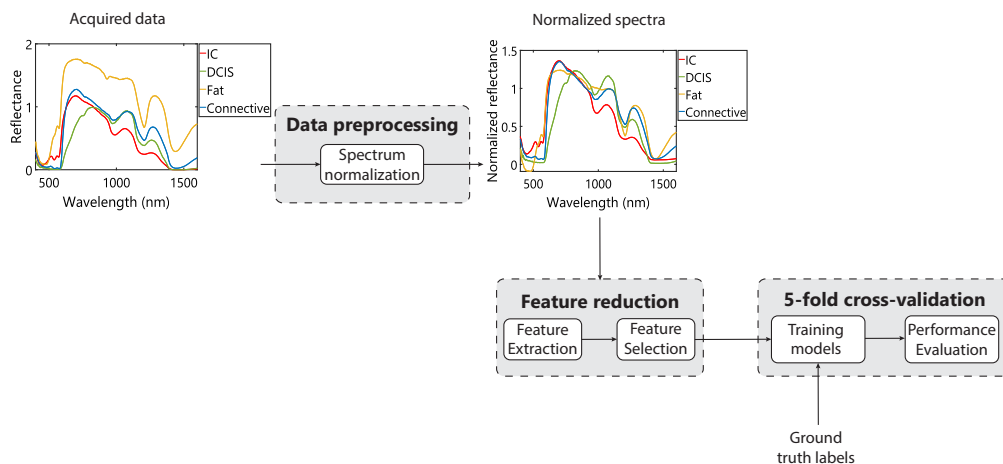 Acquired data
2
1
0
Reflectance
500
1000
1500
Wavelength (nm)
IC
DCIS
Fat
Connective
Data preprocessing
Spectrum
normalization
Normalized spectra
1.5
1
0.5
0
Normalized reflectance
500
1000
1500
Wavelength (nm)
IC
DCIS
Fat
Connective
Feature reduction
Feature
Extraction
Feature
Selection
5-fold cross-validation
Training
models
Performance
Evaluation
Ground
truth labels